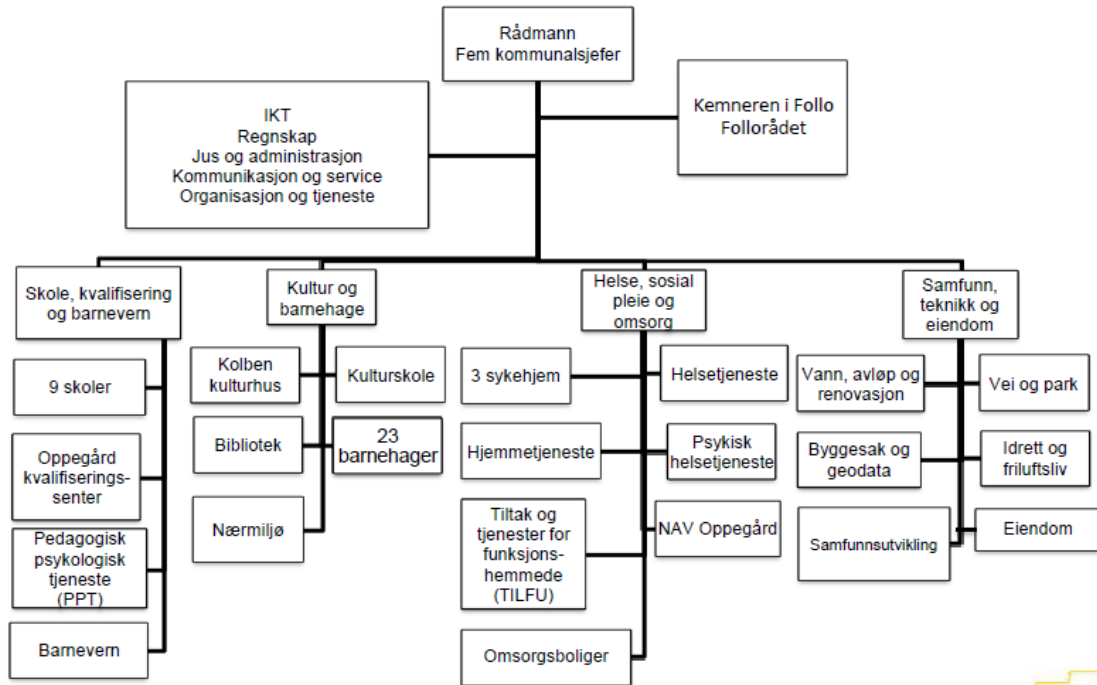 Rådmann
Fem kommunalsjefer
IKT
Regnskap
Jus og administrasjon
Kommunikasjon og service
Organisasjon og tjeneste
Kemneren i Follo
Follorådet
Skole, kvalifisering
og barnevern
9 skoler
Oppegård
kvalifiserings-
senter
Pedagogisk
psykologisk
tjeneste
(PPT)
Barnevern
Kultur og
barnehage
Kolben
kulturhus
Kulturskole
Bibliotek
23
barnehager
Nærmiljø
Helse, sosial
pleie og
omsorg
3 sykehjem
Helsetjeneste
Hjemmetjeneste
Psykisk
helsetjeneste
Tiltak og
tjenester for
funksjons-
hemmede
(TILFU)
NAV Oppegård
Omsorgsboliger
Samfunn,
teknikk og
eiendom
Vann, avløp og
renovasjon
Vei og park
Byggesak og
geodata
Idrett og
friluftsliv
Samfunnsutvikling
Eiendom